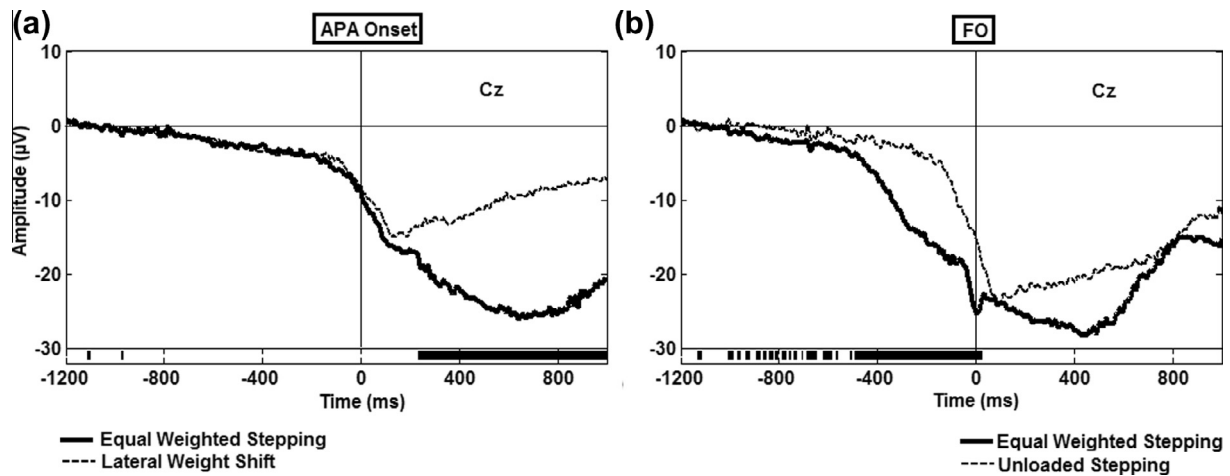 (a)
APA Onset
10
0
-10
-20
-30
Amplitude (µV)
Cz
-1200 -800 -400 0 400 800
Time (ms)
Equal Weighted Stepping
Lateral Weight Shift
(b)
FO
10
0
-10
-20
-30
Cz
-1200 -800 -400 0 400 800
Time (ms)
Equal Weighted Stepping
Unloaded Stepping